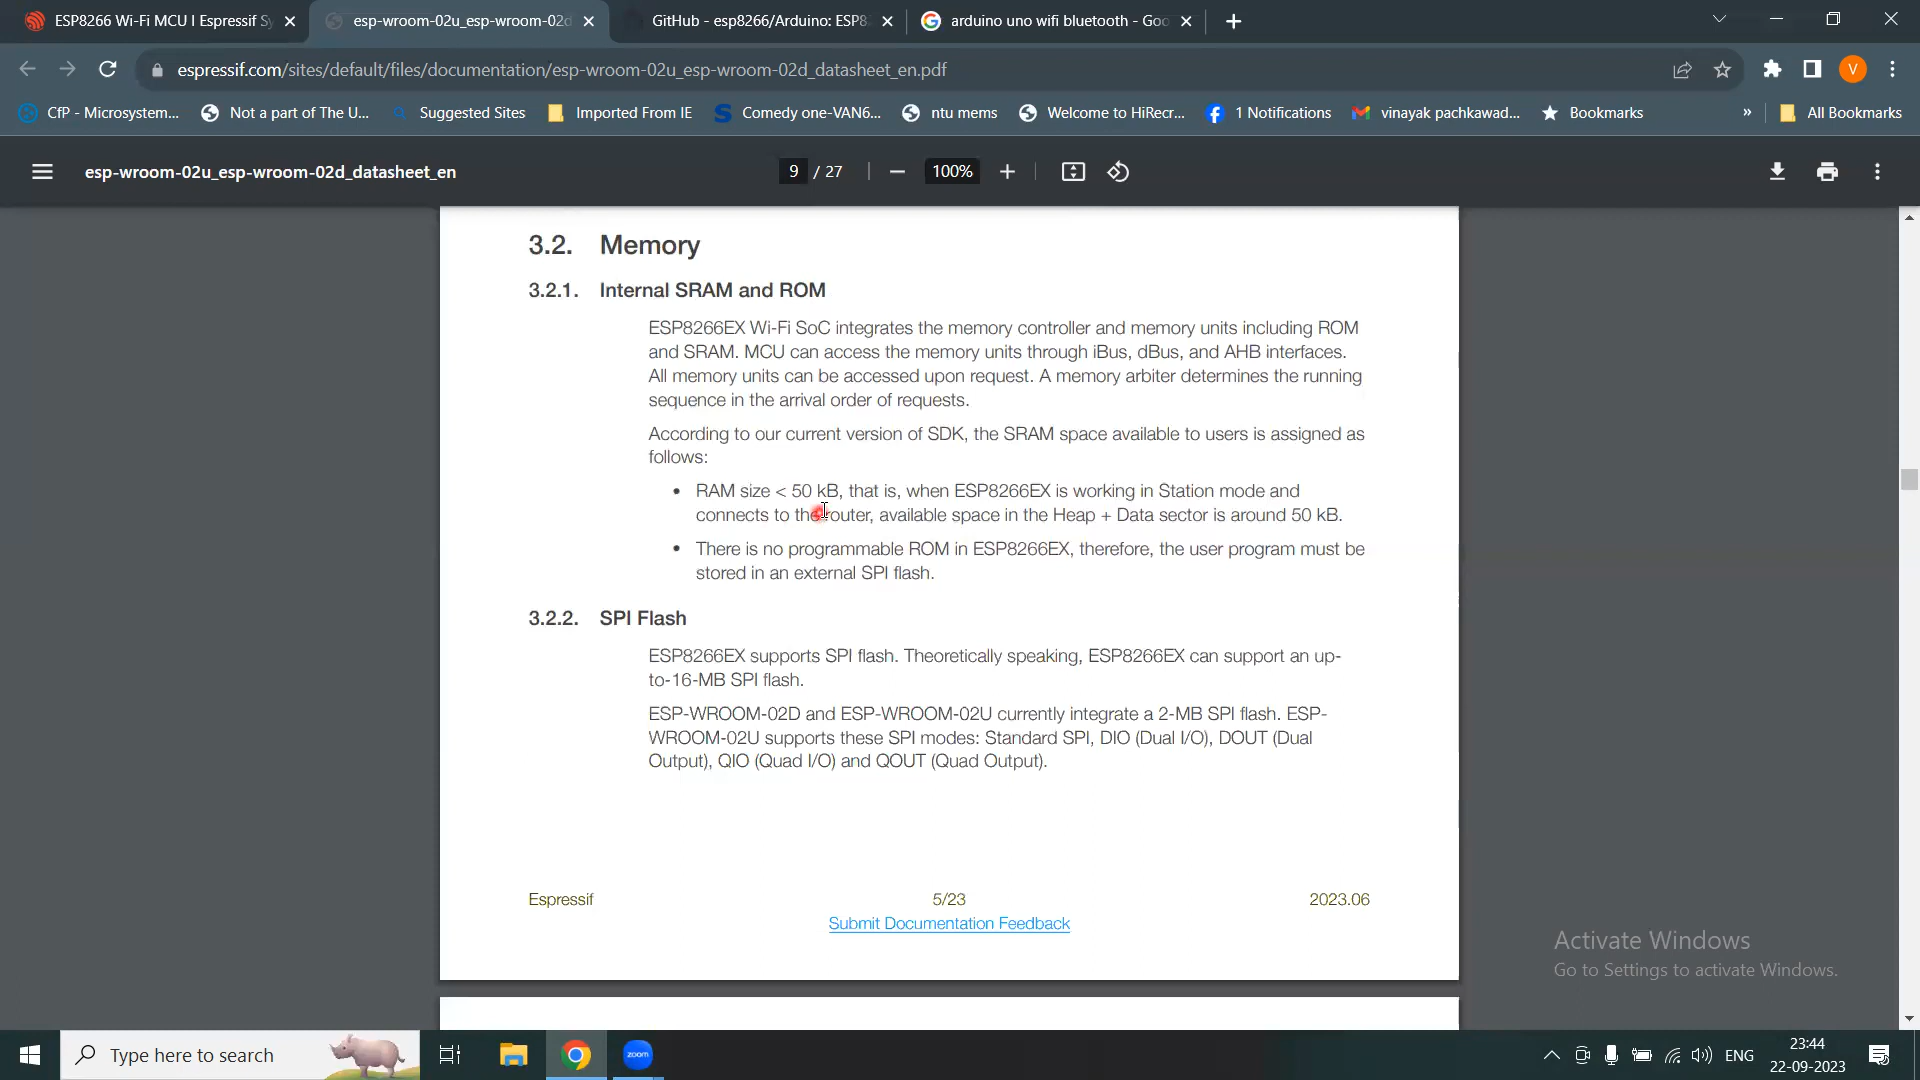 ESP8266 Wi-Fi MCU I Espressif Sy
esp-wroom-02u_esp-wroom-02d
GitHub - esp8266/Arduino: ESP8
arduino uno wifi bluetooth - Goo
espressif.com/sites/default/files/documentation/esp-wroom-02u_esp-wroom-02d_datasheet_en.pdf
V
CfP - Microsystem...
Not a part of The U...
Suggested Sites
Imported From IE
Comedy one-VAN6...
ntu mems
Welcome to HiRecr...
1 Notifications
vinayak pachkawad...
Bookmarks
»
All Bookmarks
esp-wroom-02u_esp-wroom-02d_datasheet_en
9 / 27
100%
3.2. Memory
3.2.1. Internal SRAM and ROM
ESP8266EX Wi-Fi SoC integrates the memory controller and memory units including ROM
and SRAM. MCU can access the memory units through iBus, dBus, and AHB interfaces.
All memory units can be accessed upon request. A memory arbiter determines the running
sequence in the arrival order of requests.
According to our current version of SDK, the SRAM space available to users is assigned as
follows:
• RAM size < 50 kB, that is, when ESP8266EX is working in Station mode and
connects to the router, available space in the Heap + Data sector is around 50 kB.
• There is no programmable ROM in ESP8266EX, therefore, the user program must be
stored in an external SPI flash.
3.2.2. SPI Flash
ESP8266EX supports SPI flash. Theoretically speaking, ESP8266EX can support an up-
to-16-MB SPI flash.
ESP-WROOM-02D and ESP-WROOM-02U currently integrate a 2-MB SPI flash. ESP-
WROOM-02U supports these SPI modes: Standard SPI, DIO (Dual I/O), DOUT (Dual
Output), QIO (Quad I/O) and QOUT (Quad Output).
Espressif
5/23
2023.06
Submit Documentation Feedback
Activate Windows
Go to Settings to activate Windows.
Type here to search
zoom
ENG
23:44
22-09-2023